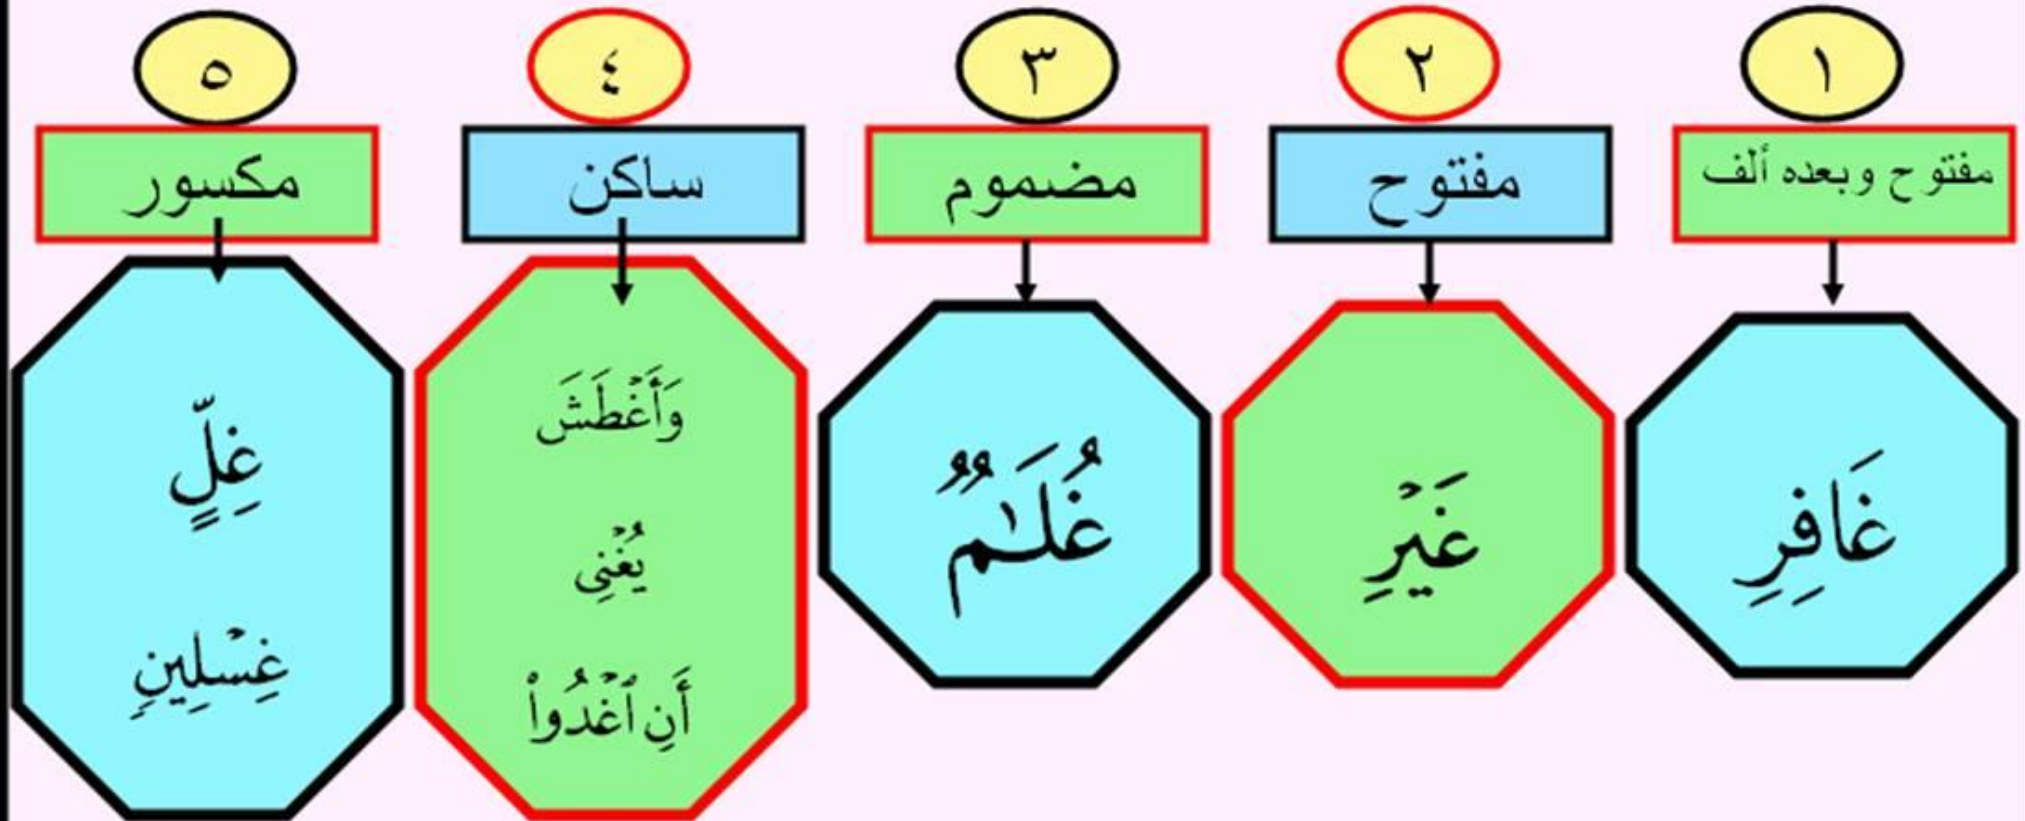 ١
٢
٣
٤
٥
مفتوح وبعده ألف
مفتوح
مضموم
ساكن
مكسور
غَافِرِ
غَيْرِ
غُلَـٰمٌ
وَأَغْطَشَ
يُغْنِى
أَنِ ٱغْدُوا۟
غِلٍّ
غِسْلِينٍ